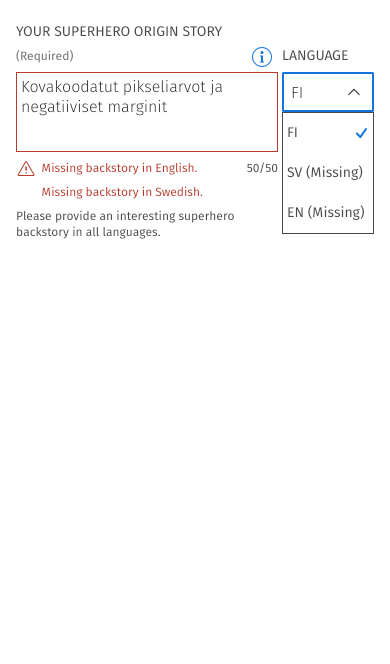 YOUR SUPERHERO ORIGIN STORY
(Required)
LANGUAGE
Kovakoodatut pikseliarvot ja
negatiiviset marginit
FI
FI
SV (Missing)
EN (Missing)
Missing backstory in English.
50/50
Missing backstory in Swedish.
Please provide an interesting superhero
backstory in all languages.